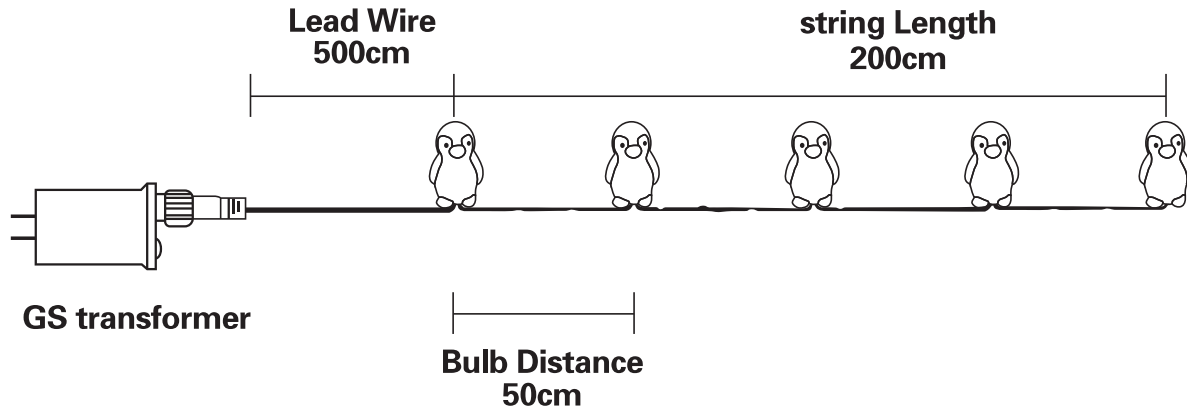 Lead Wire
500cm
string Length
200cm
GS transformer
Bulb Distance
50cm